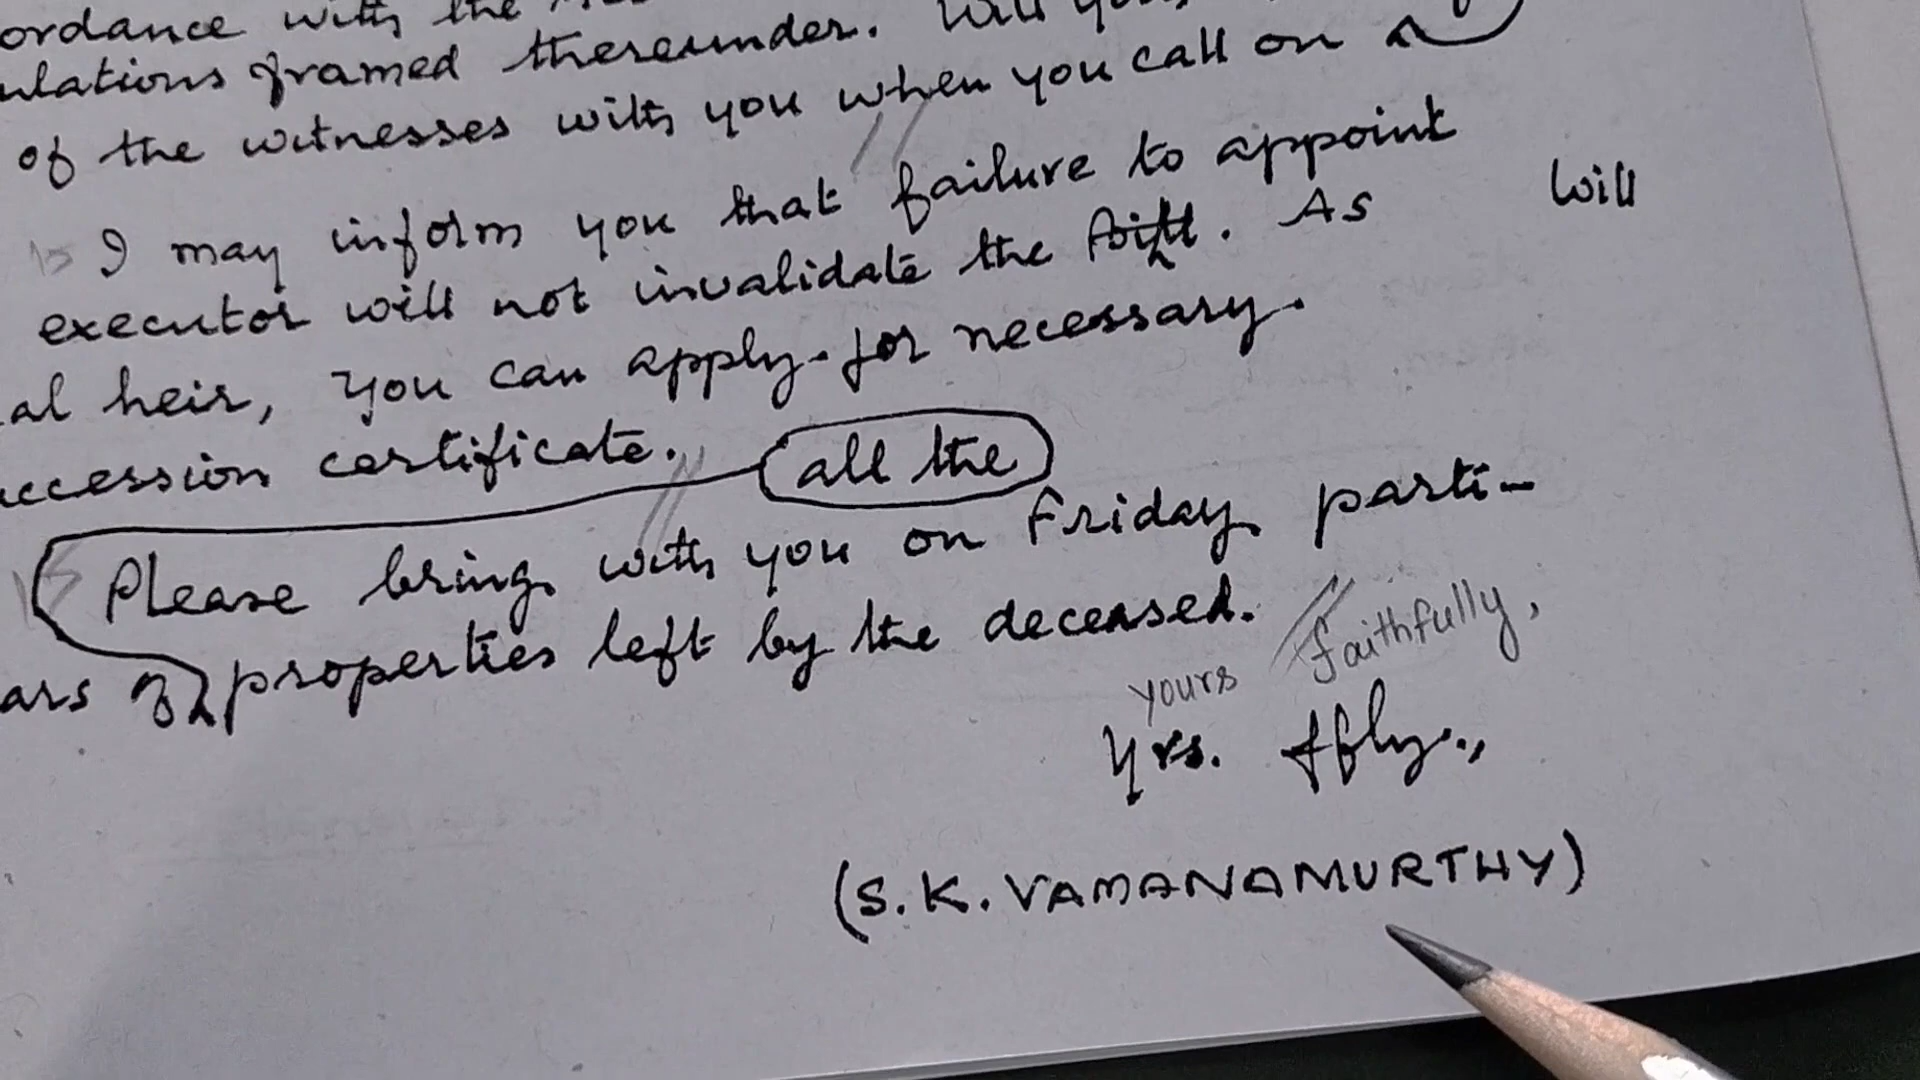 ordance with the
ulations framed thereunder. Will you
of the witnesses with you when you call on
15 I may inform you that failure to appoint
executor will not invalidate the . As Will
al heir, you can apply for necessary.
ccession certificate. all the
15 Please bring with you on Friday parti-
ars of properties left by the deceased.
yours faithfully,
Yrs. ffly.,
(S. K. VAMANAMURTHY)